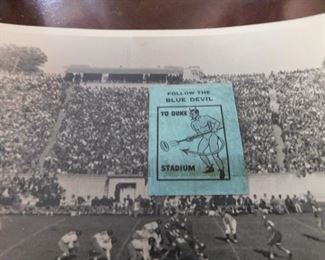 FOLLOW THE
BLUE DEVIL
TO DUKE
STADIUM